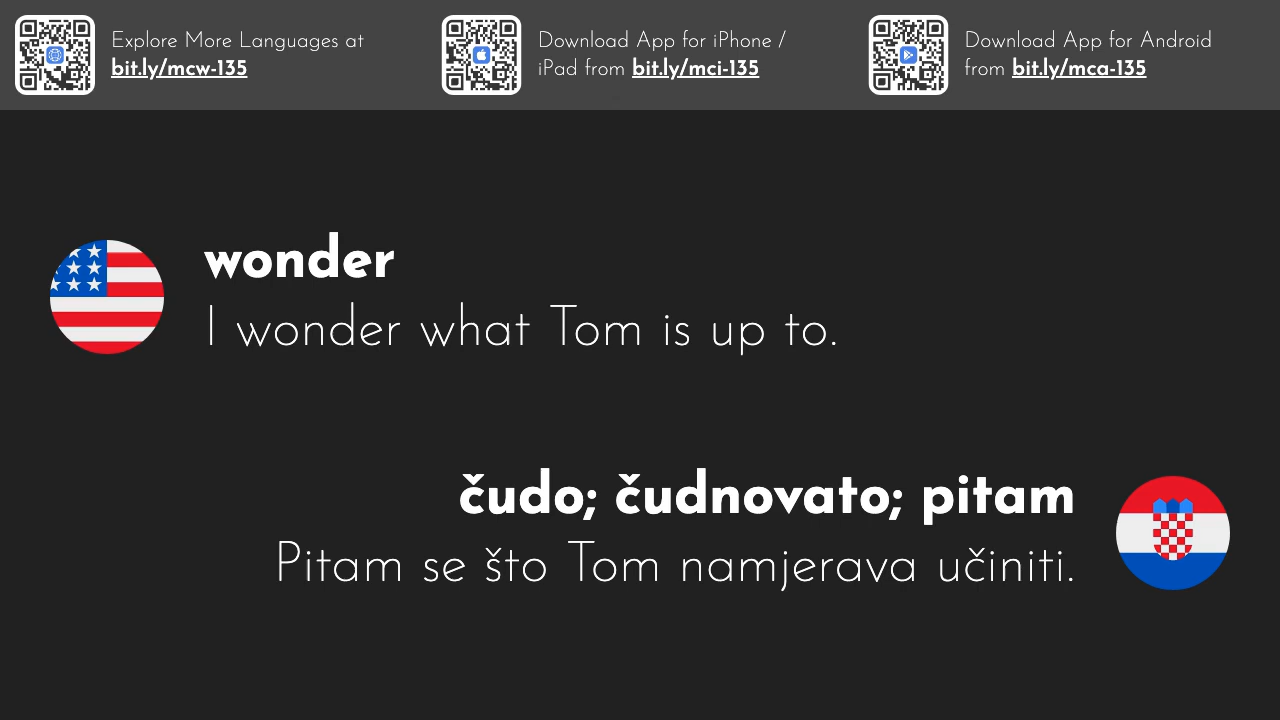 Explore More Languages at
bit.ly/mcw-135
Download App for iPhone /
iPad from bit.ly/mci-135
Download App for Android
from bit.ly/mca-135
wonder
I wonder what Tom is up to.
čudo; čudnovato; pitam
Pitam se što Tom namjerava učiniti.